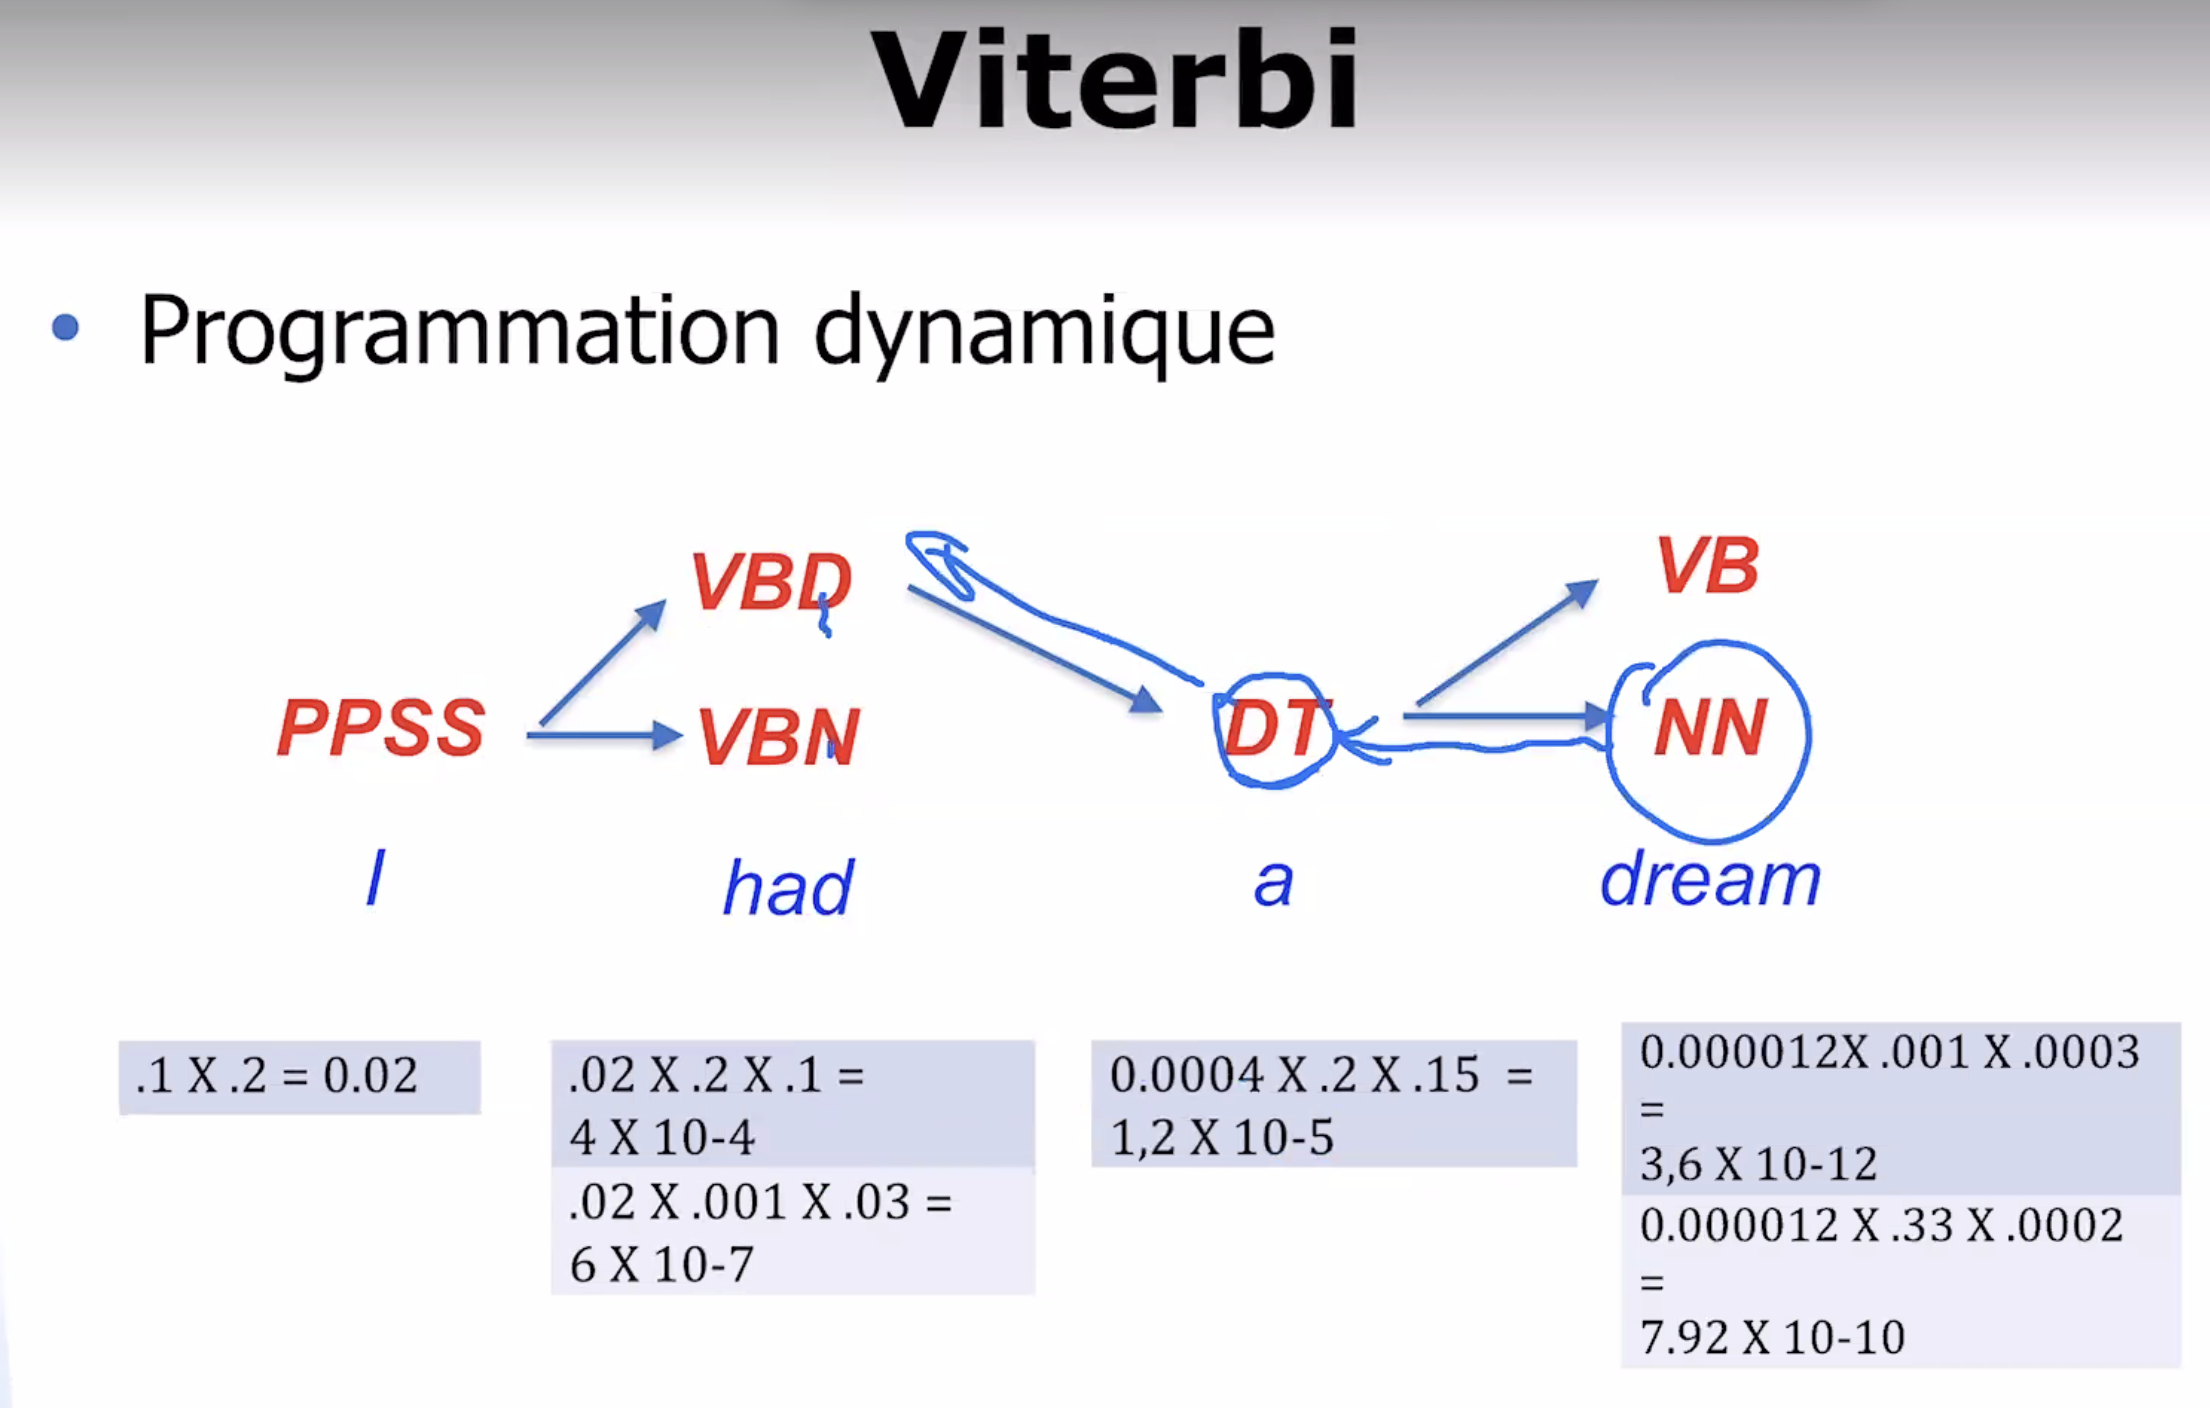 Viterbi
• Programmation dynamique
VBD
VB
PPSS
VBN
DT
NN
I
had
a
dream
.1 X .2 = 0.02
.02 X .2 X .1 =
4 X 10-4
.02 X .001 X .03 =
6 X 10-7
0.0004 X .2 X .15 =
1,2 X 10-5
0.000012X .001 X .0003
=
3,6 X 10-12
0.000012 X .33 X .0002
=
7.92 X 10-10